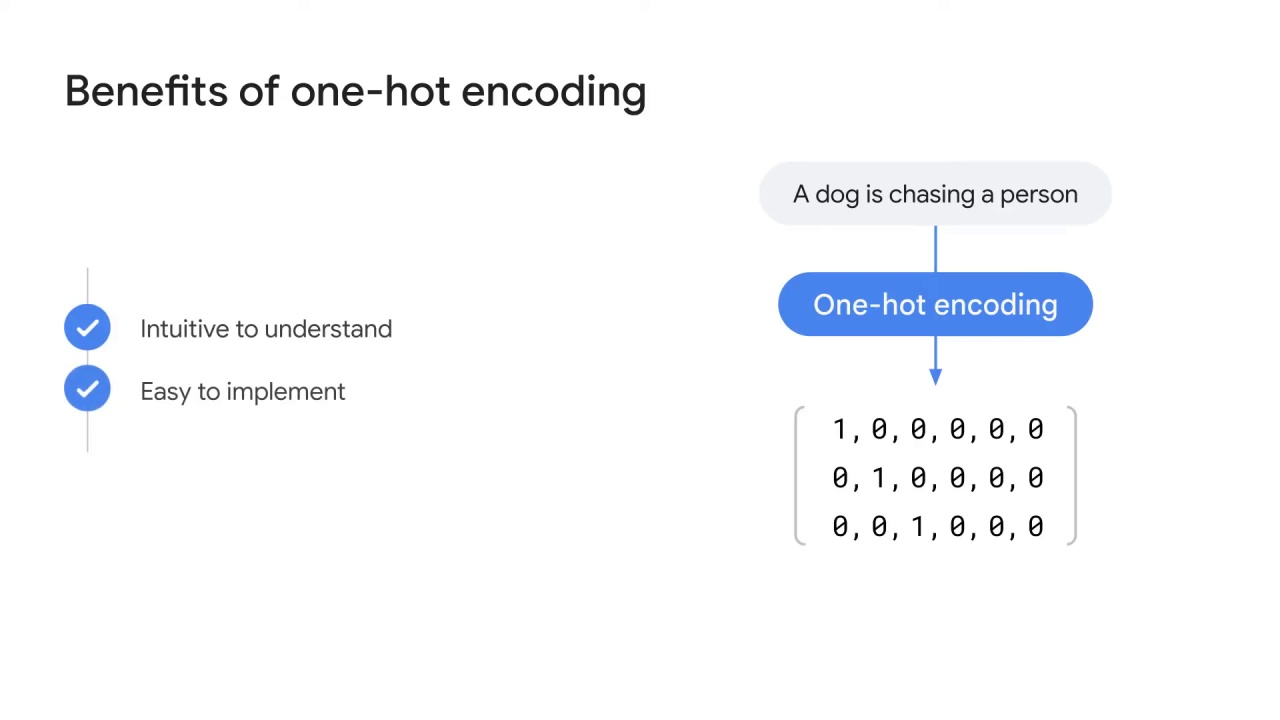 Benefits of one-hot encoding
Intuitive to understand
Easy to implement
A dog is chasing a person
One-hot encoding
1, 0, 0, 0, 0, 0
0, 1, 0, 0, 0, 0
0, 0, 1, 0, 0, 0